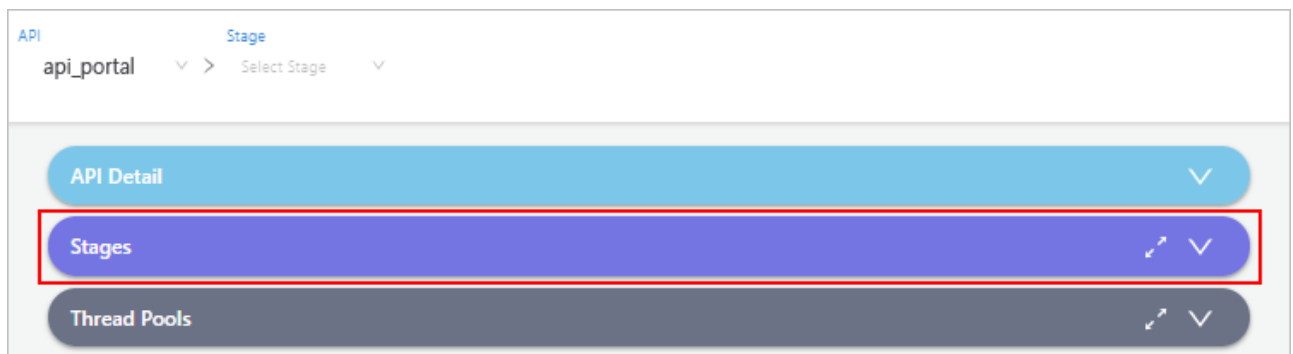 API Stage
api_portal > Select Stage
API Detail
Stages
Thread Pools